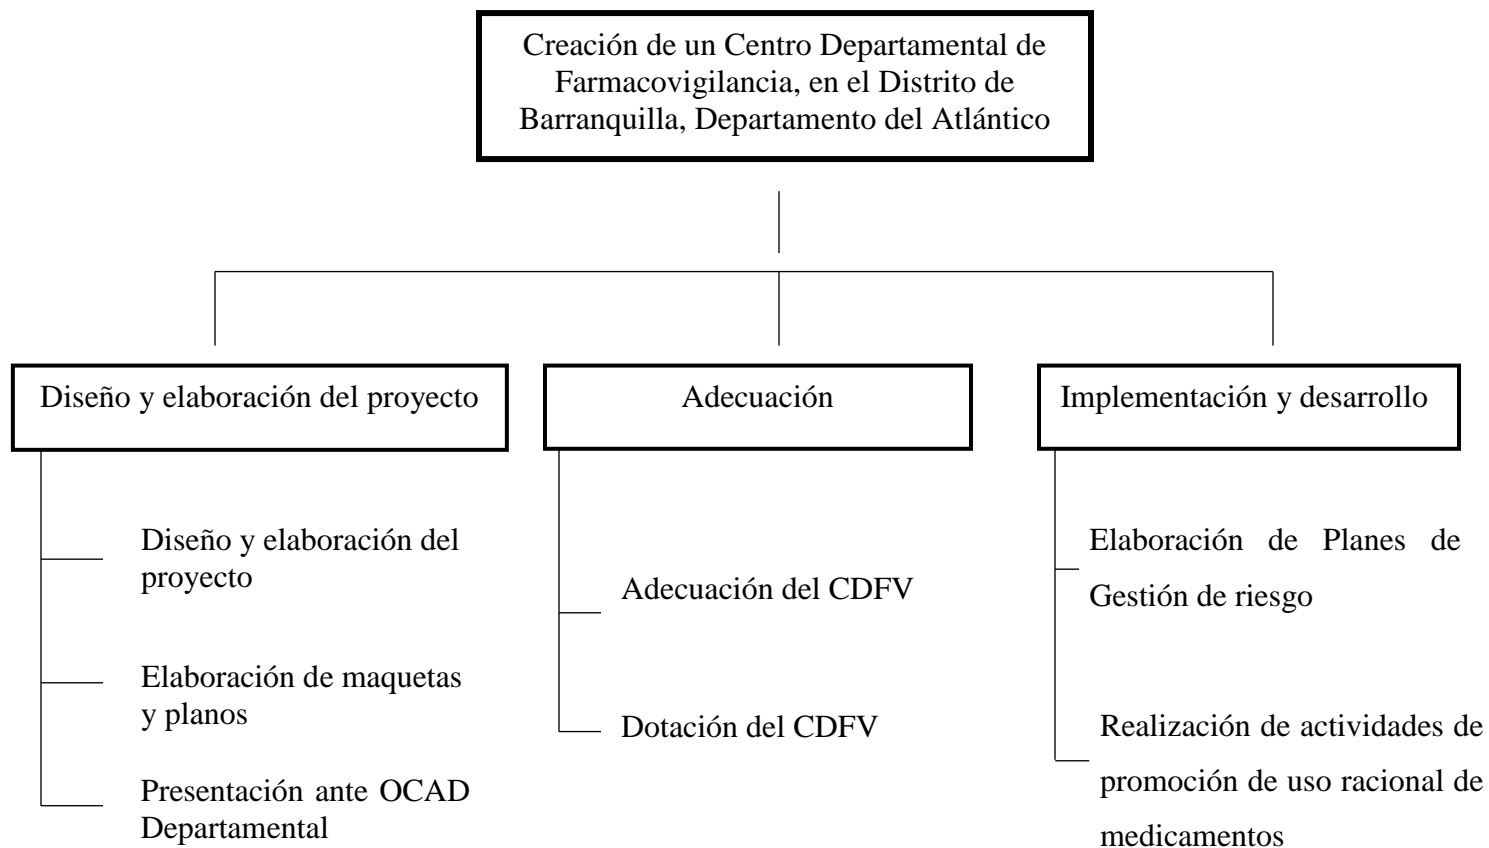 Creación de un Centro Departamental de
Farmacovigilancia, en el Distrito de
Barranquilla, Departamento del Atlántico
Diseño y elaboración del proyecto
Adecuación
Implementación y desarrollo
Diseño y elaboración del
proyecto
Elaboración de maquetas
y planos
Presentación ante OCAD
Departamental
Adecuación del CDFV
Dotación del CDFV
Elaboración de Planes de
Gestión de riesgo
Realización de actividades de
promoción de uso racional de
medicamentos